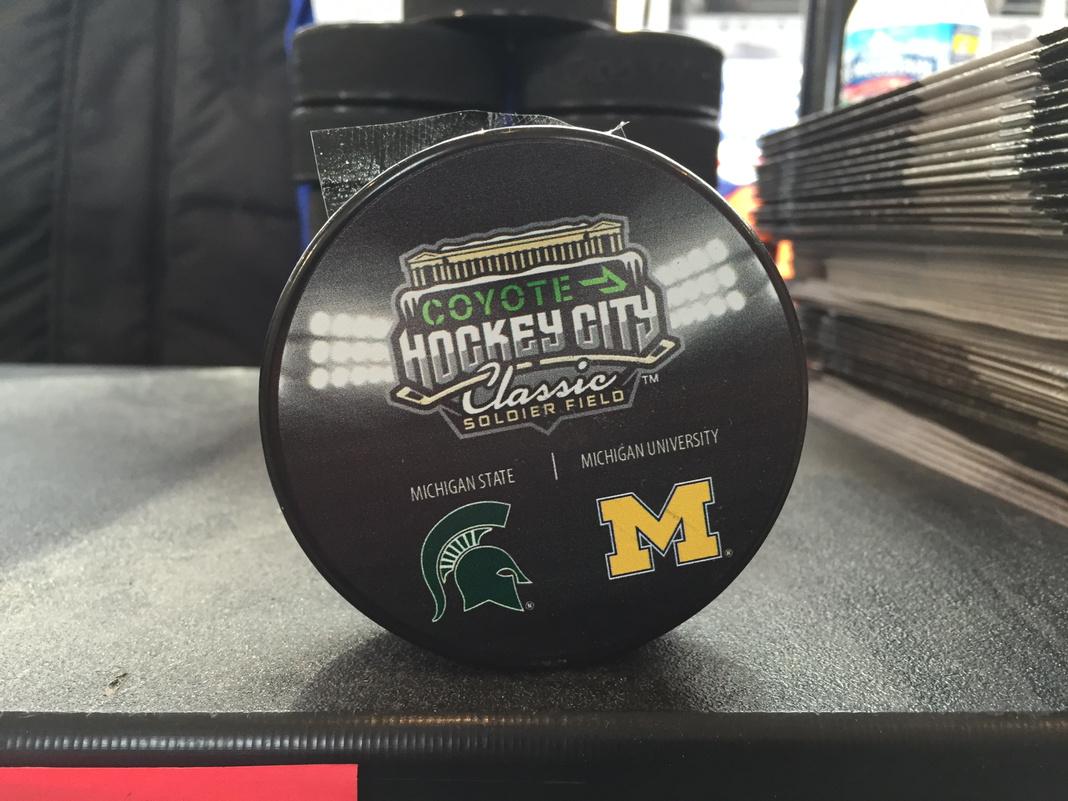 COYOTE
HOCKEY CITY
Classic TM
SOLDIER FIELD
MICHIGAN STATE | MICHIGAN UNIVERSITY
M